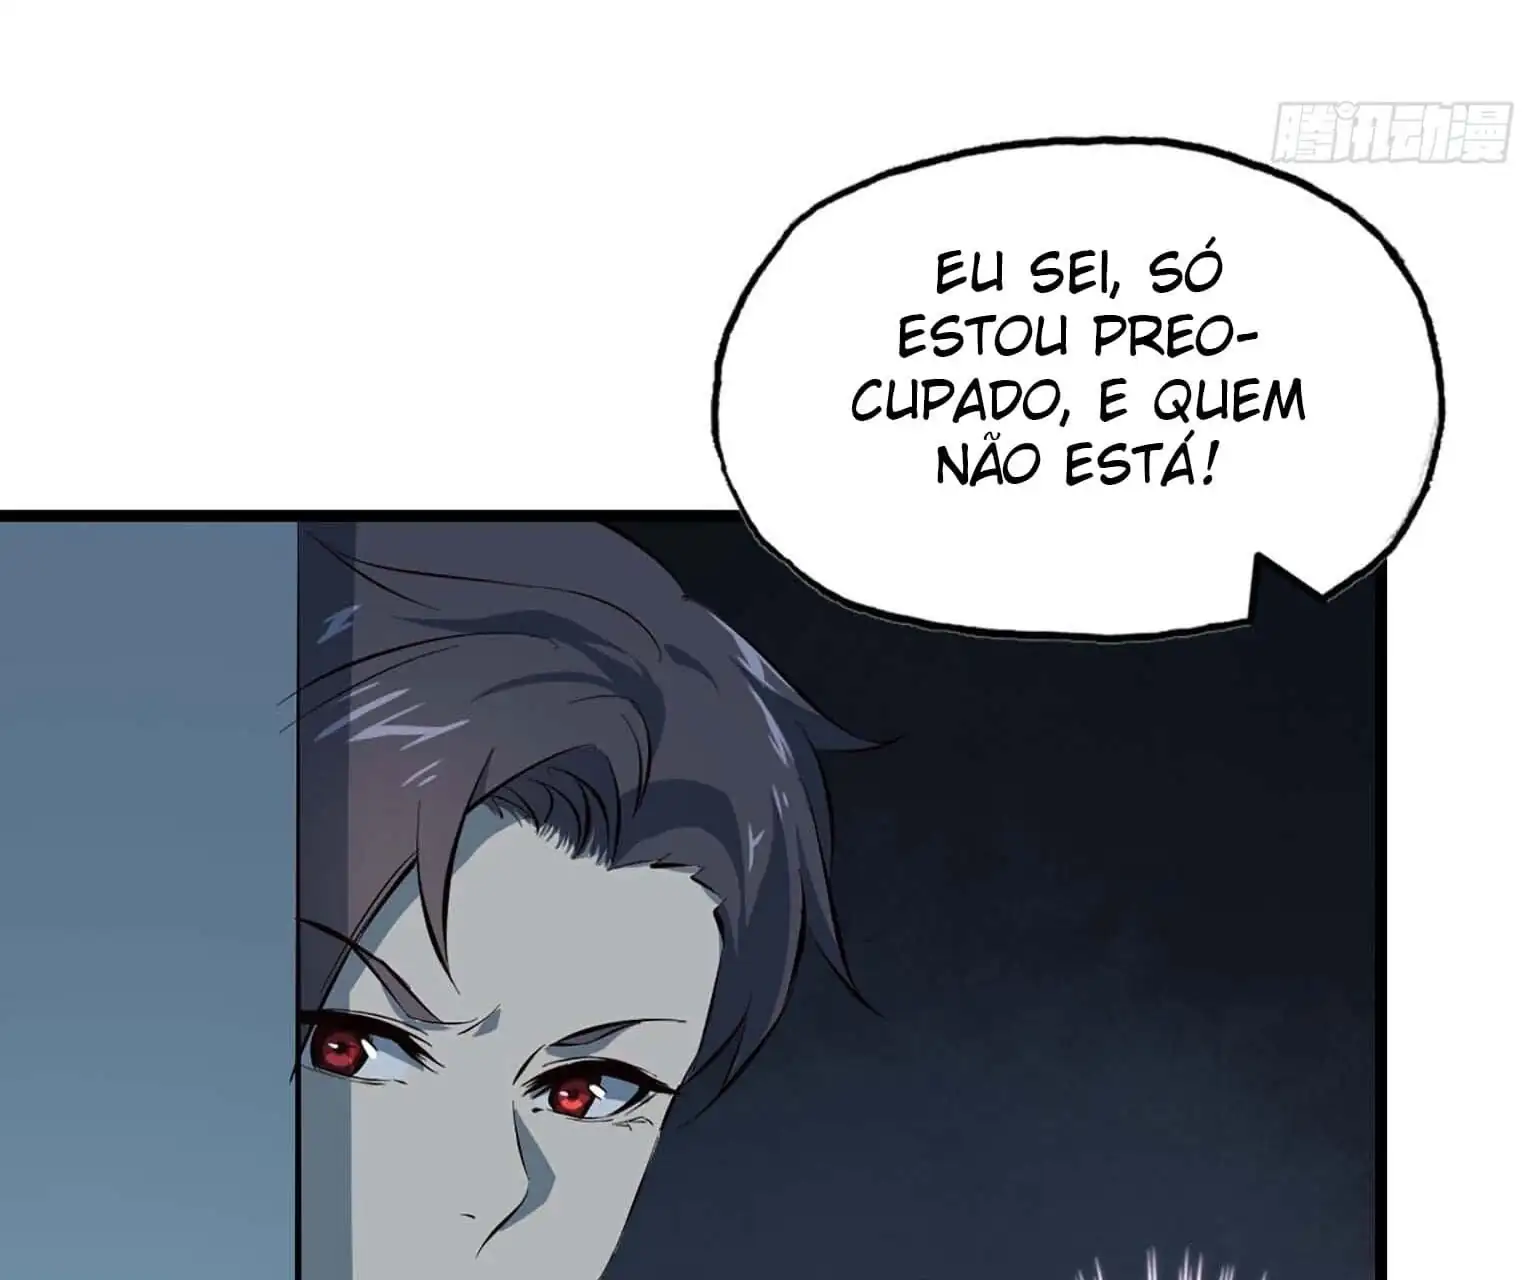 腾讯动漫
EU SEI, SÓ
ESTOU PREO-
CUPADO, E QUEM
NÃO ESTÁ!